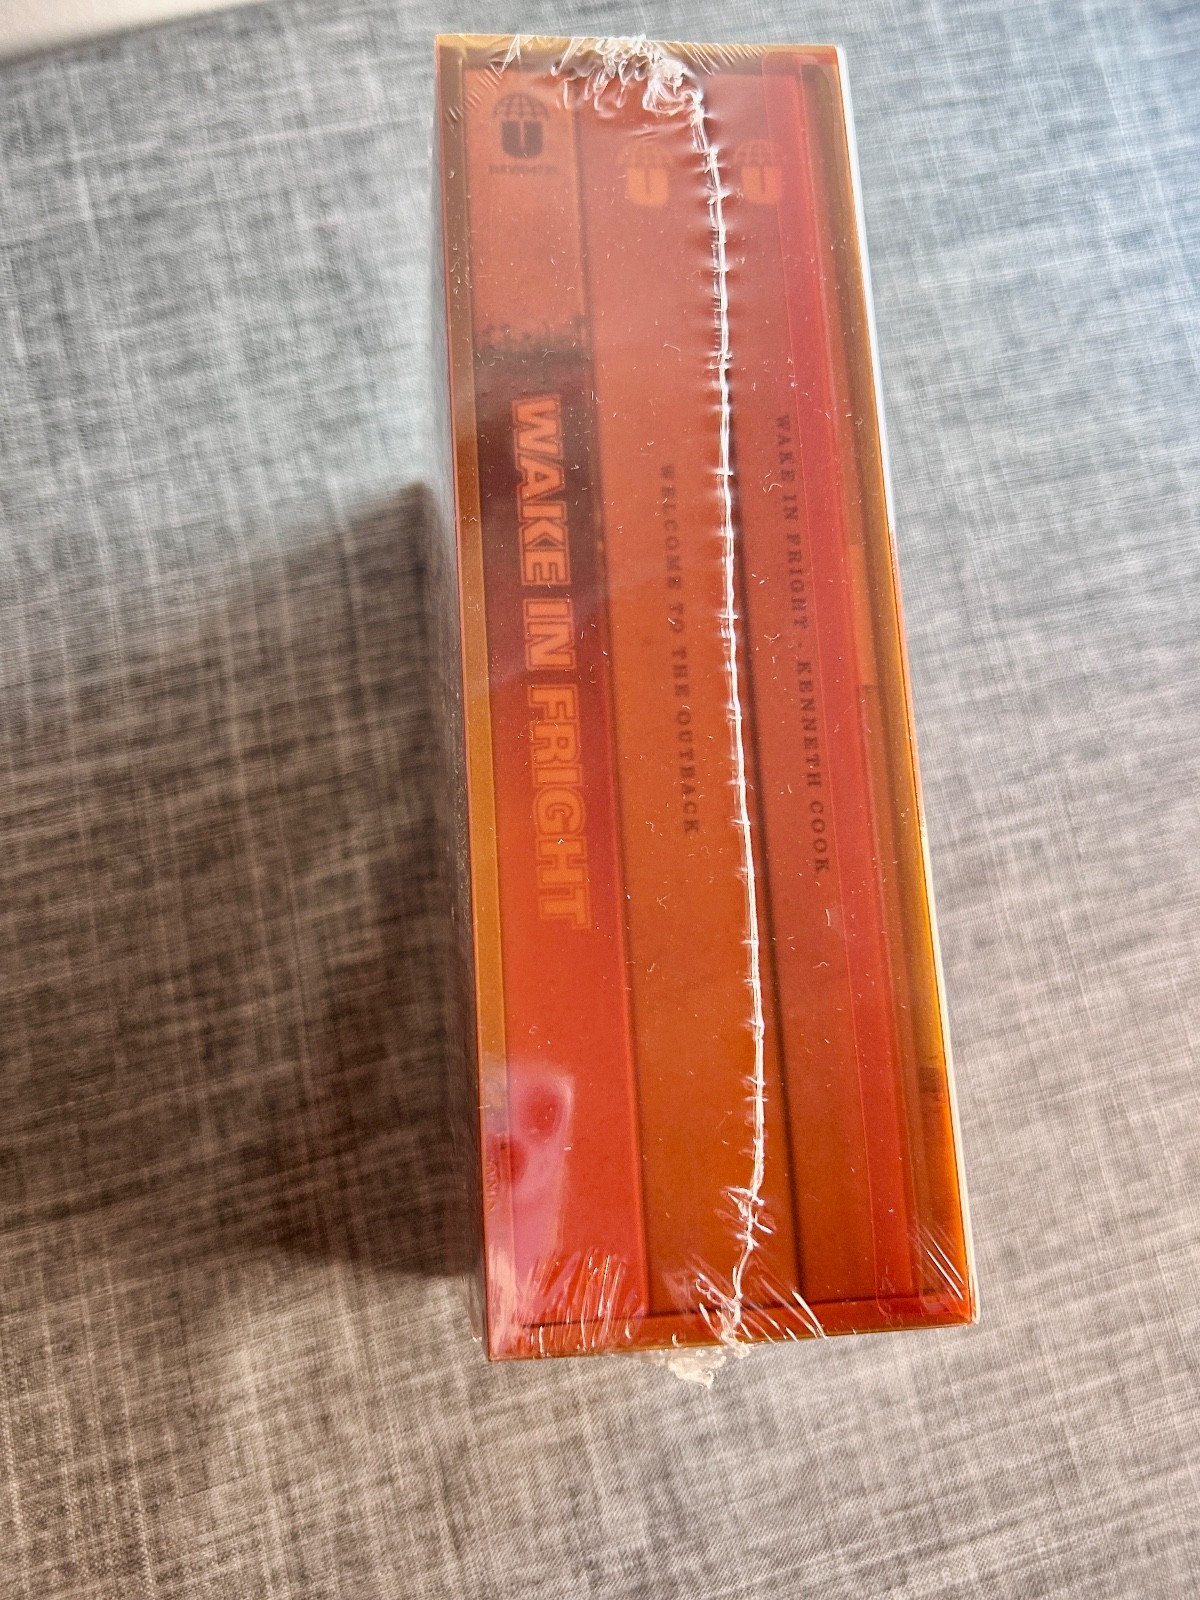 U
U
U
WAKE IN FRIGHT
WELCOME TO THE OUTBACK
WAKE IN FRIGHT - KENNETH COOK